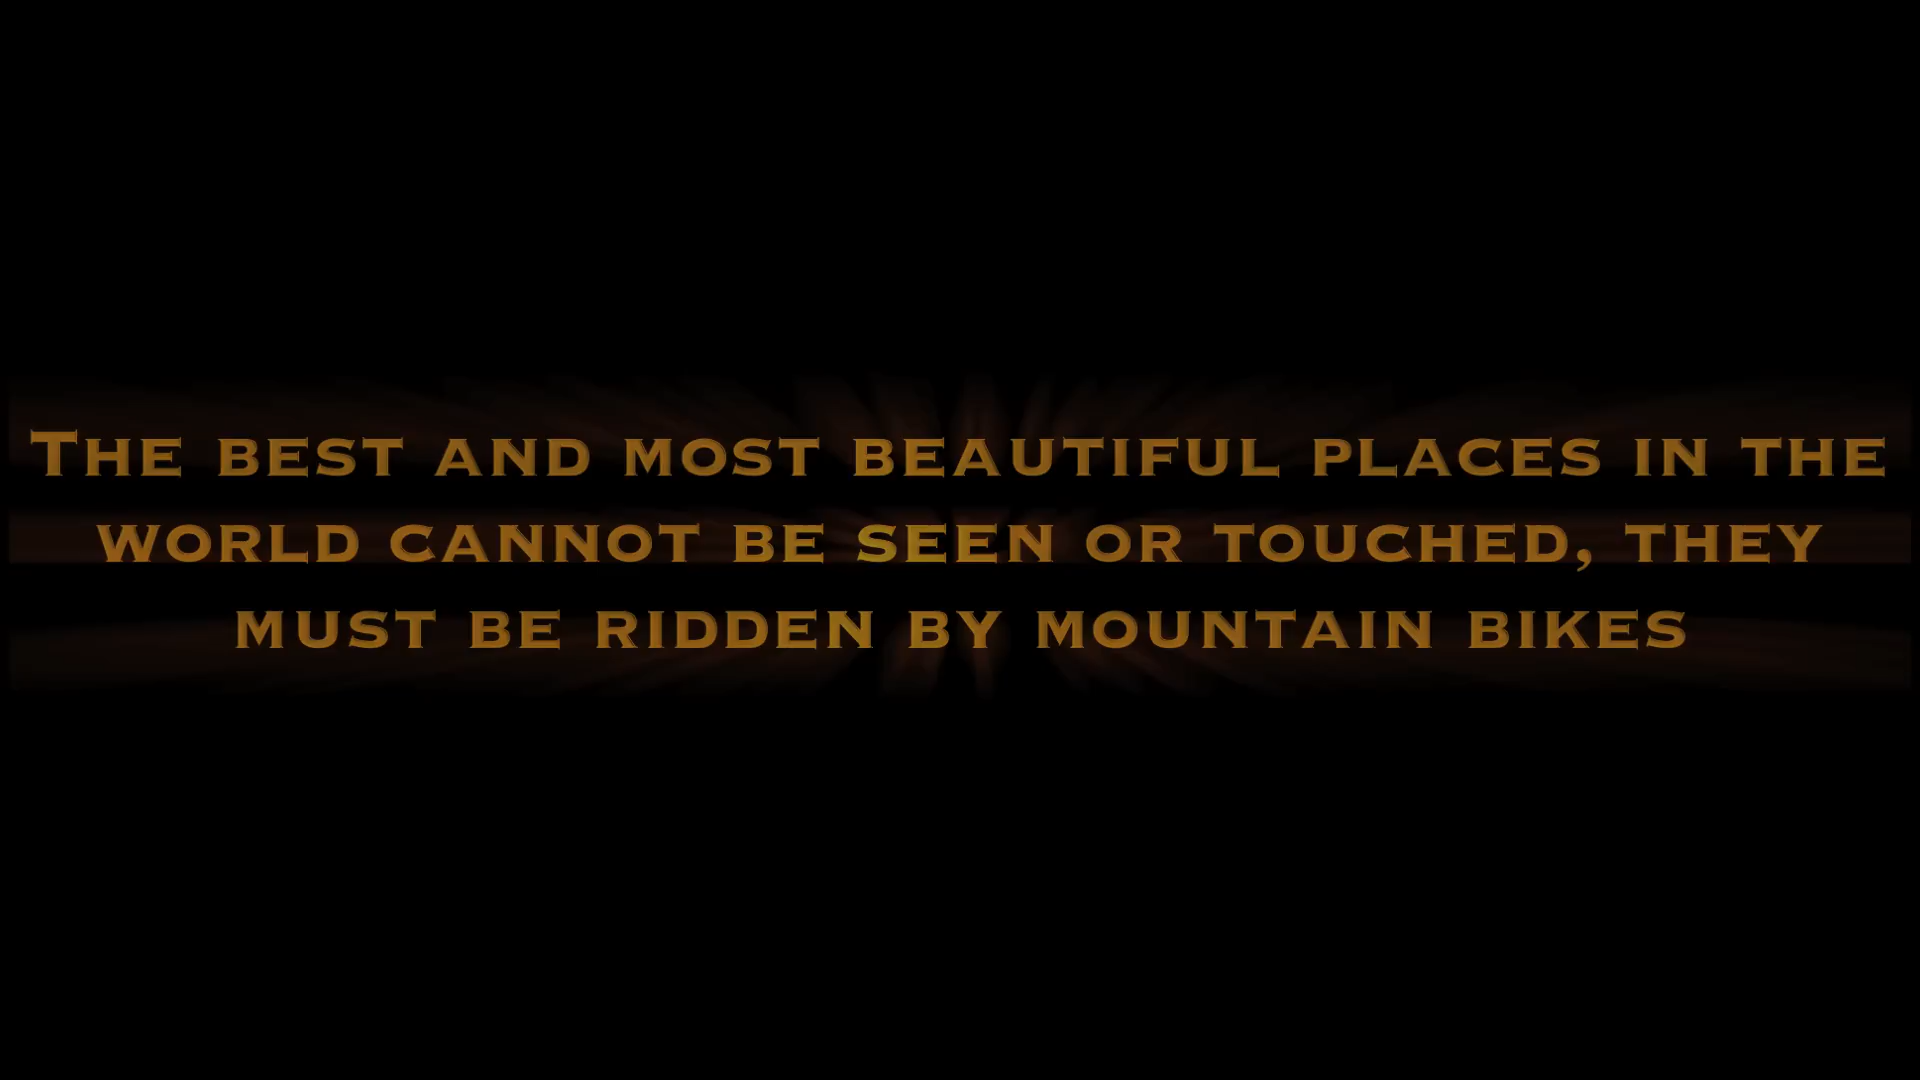 The best and most beautiful places in the
world cannot be seen or touched, they
must be ridden by mountain bikes